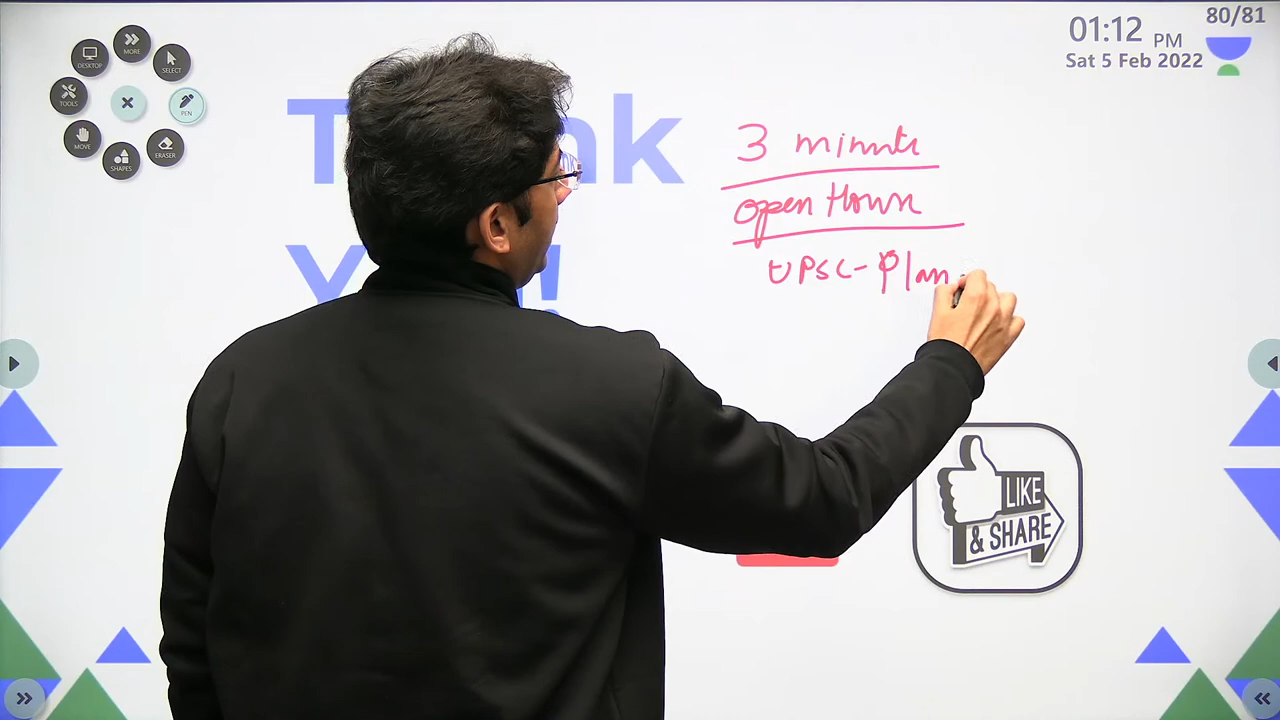 80/81
01:12 PM
Sat 5 Feb 2022
MORE
DESKTOP
SELECT
TOOLS
PEN
MOVE
ERASER
SHAPES
3 minute
open House
UPSC - Plan
LIKE
& SHARE